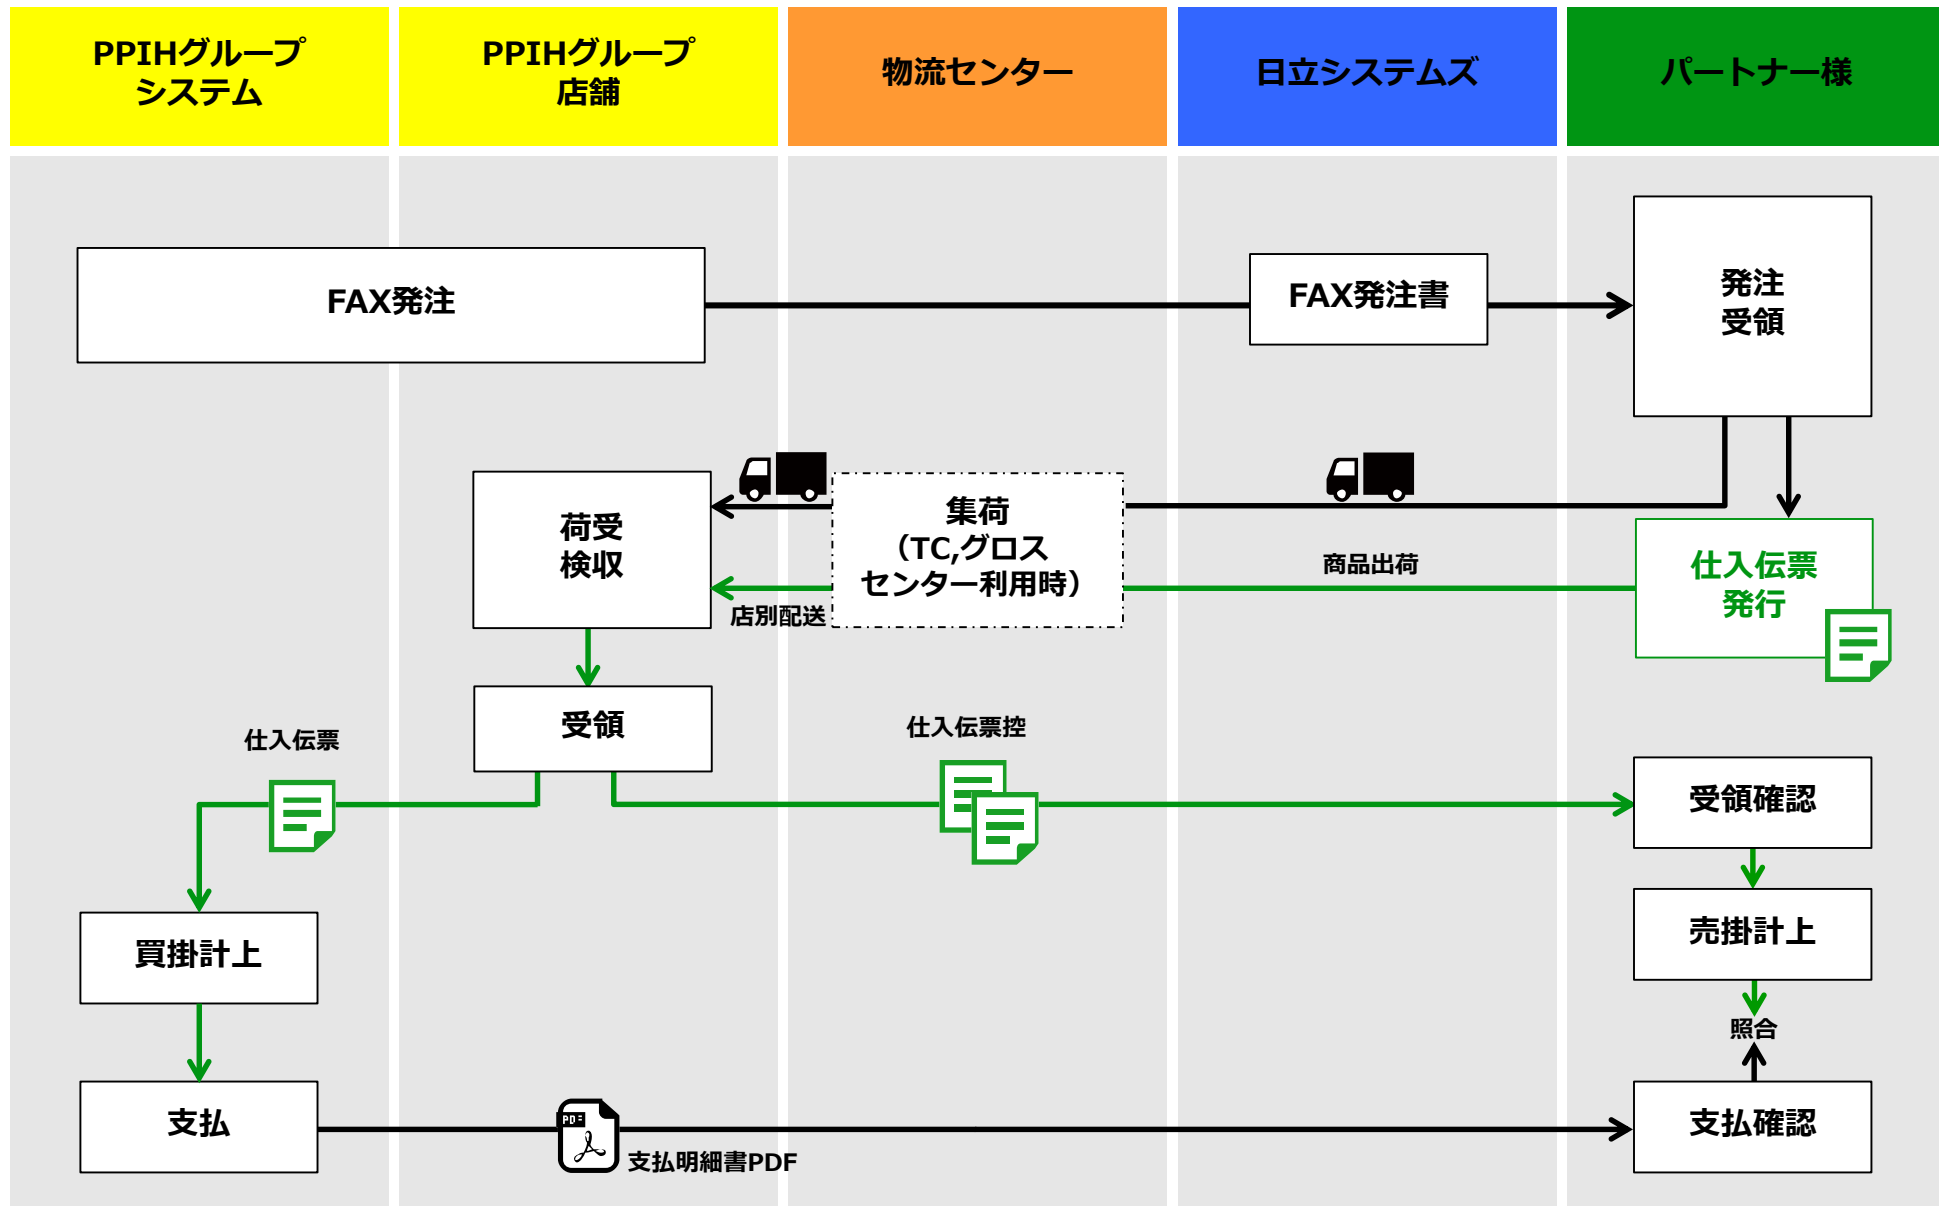 PPIHグループ
システム
PPIHグループ
店舗
物流センター
日立システムズ
パートナー様
FAX発注
FAX発注書
発注
受領
荷受
検収
集荷
（TC,グロス
センター利用時）
商品出荷
店別配送
仕入伝票
発行
受領
仕入伝票
仕入伝票控
受領確認
買掛計上
売掛計上
照合
支払
PDF
支払明細書PDF
支払確認